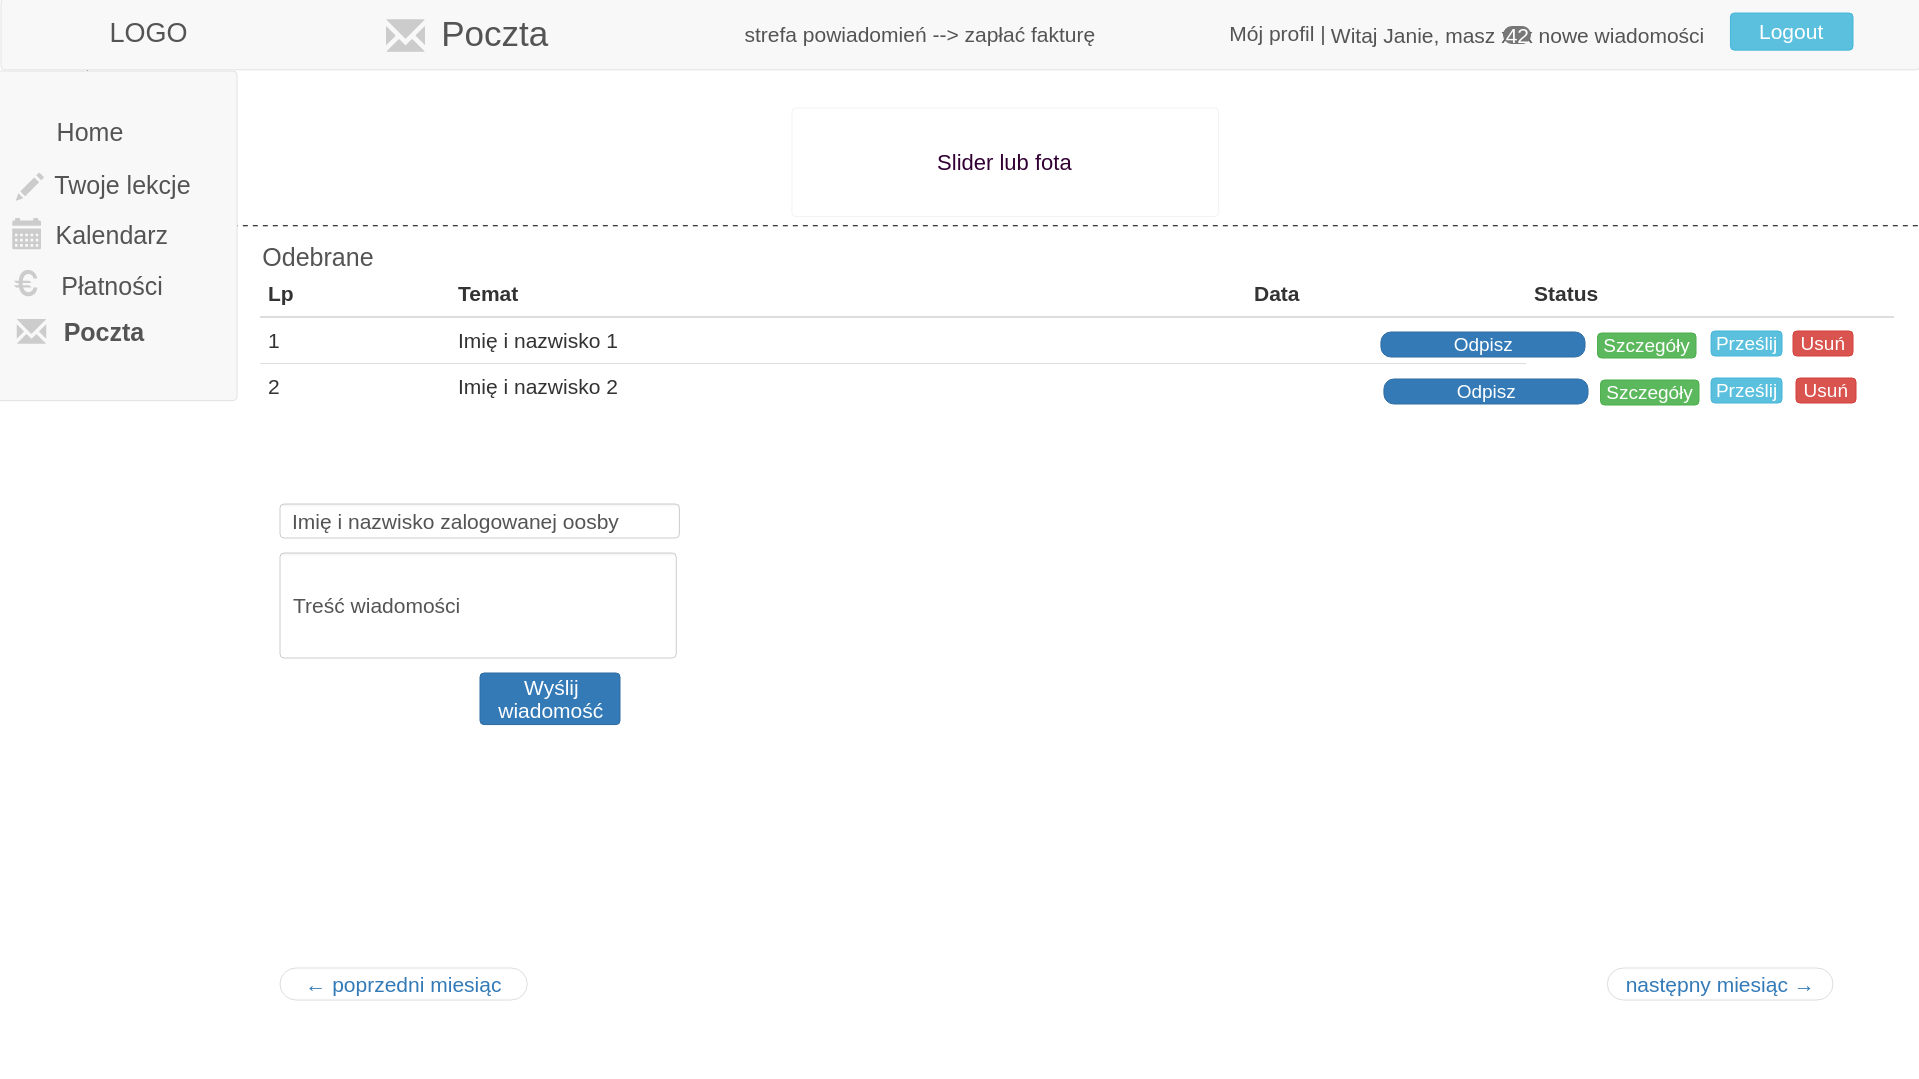 LOGO
Poczta
strefa powiadomień --> zapłać fakturę
Mój profil |
Witaj Janie, masz 42 nowe wiadomości
Logout
Home
Twoje lekcje
Kalendarz
€ Płatności
Poczta
Slider lub fota
Odebrane
Lp Temat Data Status
1 Imię i nazwisko 1 Odpisz Szczegóły Prześlij Usuń
2 Imię i nazwisko 2 Odpisz Szczegóły Prześlij Usuń
Imię i nazwisko zalogowanej oosby
Treść wiadomości
Wyślij
wiadomość
← poprzedni miesiąc
następny miesiąc →